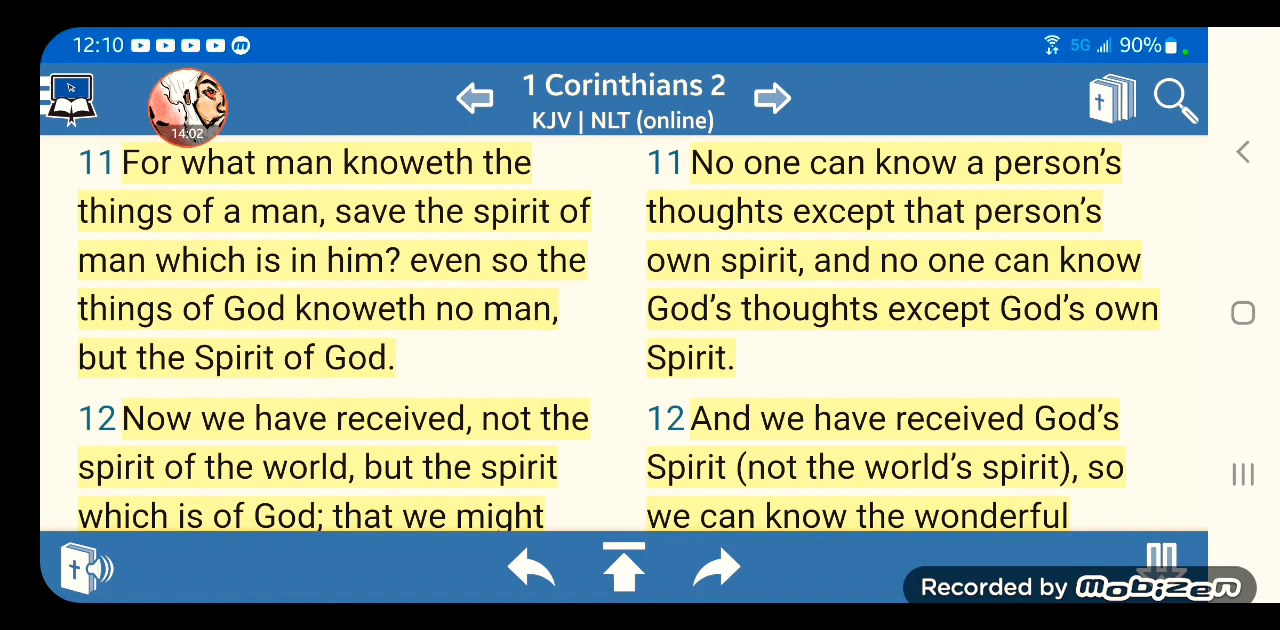 12:10
5G 90%
14:02
1 Corinthians 2
KJV | NLT (online)
11 For what man knoweth the
things of a man, save the spirit of
man which is in him? even so the
things of God knoweth no man,
but the Spirit of God.
12 Now we have received, not the
spirit of the world, but the spirit
which is of God; that we might
11 No one can know a person’s
thoughts except that person’s
own spirit, and no one can know
God’s thoughts except God’s own
Spirit.
12 And we have received God’s
Spirit (not the world’s spirit), so
we can know the wonderful
Recorded by Mobizen